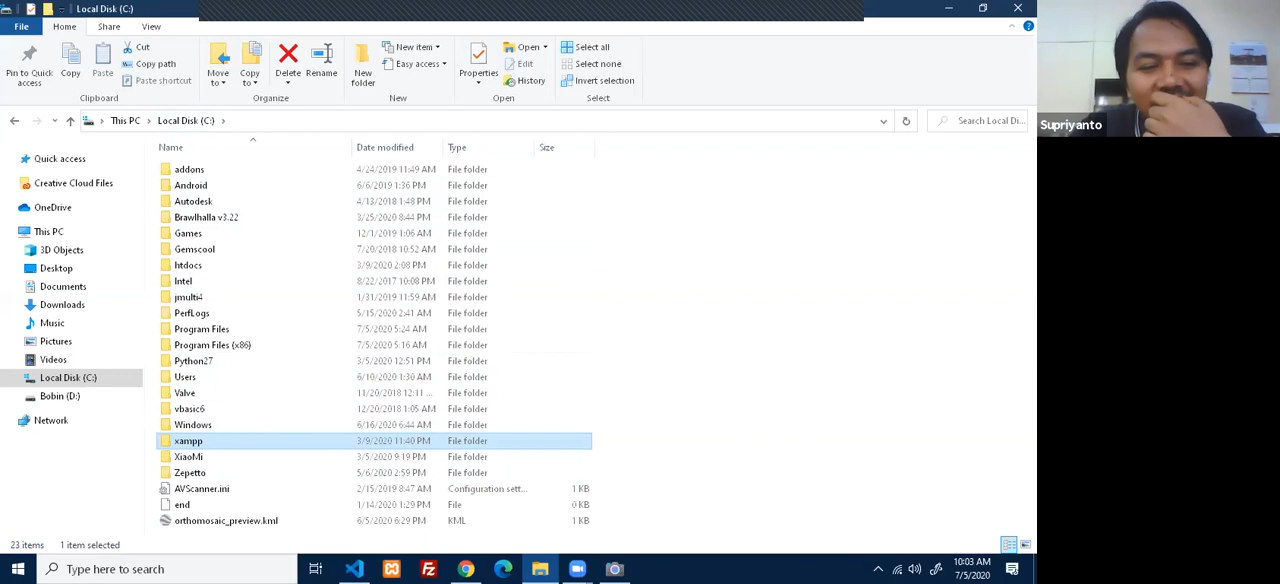 Local Disk (C:)
File Home Share View
Pin to Quick access
Copy
Paste
Cut
Copy path
Paste shortcut
Clipboard
Move to
Copy to
Delete
Rename
Organize
New folder
New item
Easy access
New
Properties
Open
Edit
History
Open
Select all
Select none
Invert selection
Select
This PC > Local Disk (C:) >
Search Local Di...
Supriyanto
Quick access
Creative Cloud Files
OneDrive
This PC
3D Objects
Desktop
Documents
Downloads
Music
Pictures
Videos
Local Disk (C:)
Bobin (D:)
Network
Name Date modified Type Size
addons 4/24/2019 11:49 AM File folder
Android 6/6/2019 1:36 PM File folder
Autodesk 4/13/2018 1:48 PM File folder
Brawlhalla v3.22 3/25/2020 8:44 PM File folder
Games 12/1/2019 1:06 AM File folder
Gemscool 7/20/2018 10:52 AM File folder
htdocs 3/9/2020 2:08 PM File folder
Intel 8/22/2017 10:08 PM File folder
jmulti4 1/31/2019 11:59 AM File folder
PerfLogs 5/15/2020 2:41 AM File folder
Program Files 7/5/2020 5:24 AM File folder
Program Files (x86) 7/5/2020 5:16 AM File folder
Python27 3/5/2020 12:51 PM File folder
Users 6/10/2020 1:30 AM File folder
Valve 11/20/2018 12:11 ... File folder
vbasic6 12/20/2018 1:05 AM File folder
Windows 6/16/2020 6:44 AM File folder
xampp 3/9/2020 11:40 PM File folder
XiaoMi 3/5/2020 9:19 PM File folder
Zepetto 5/6/2020 2:59 PM File folder
AVScanner.ini 2/15/2019 8:47 AM Configuration sett... 1 KB
end 1/14/2020 1:29 PM File 0 KB
orthomosaic_preview.kml 6/5/2020 6:29 PM KML 1 KB
23 items 1 item selected
Type here to search
10:03 AM
7/5/2020